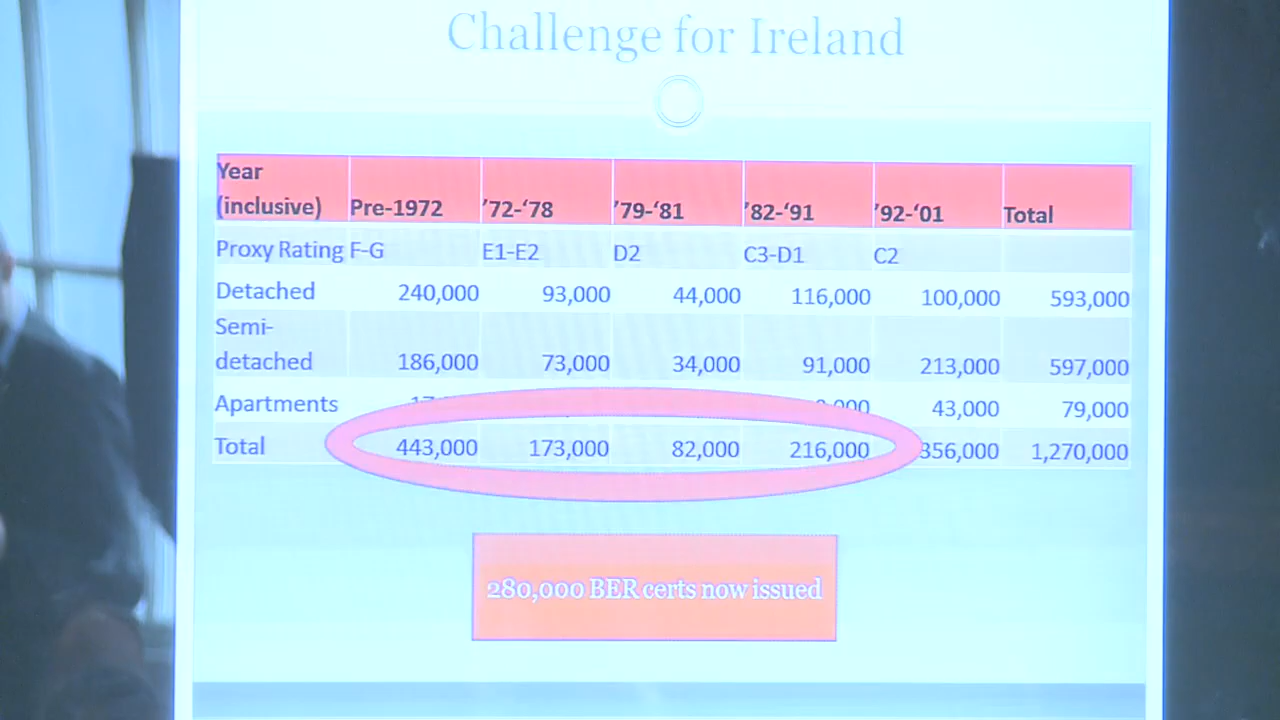 Challenge for Ireland
Year (inclusive) Pre-1972 ’72-‘78 ’79-‘81 ’82-‘91 ’92-‘01 Total
Proxy Rating F-G E1-E2 D2 C3-D1 C2
Detached 240,000 93,000 44,000 116,000 100,000 593,000
Semi-detached 186,000 73,000 34,000 91,000 213,000 597,000
Apartments 43,000 79,000
Total 443,000 173,000 82,000 216,000 356,000 1,270,000
280,000 BER certs now issued